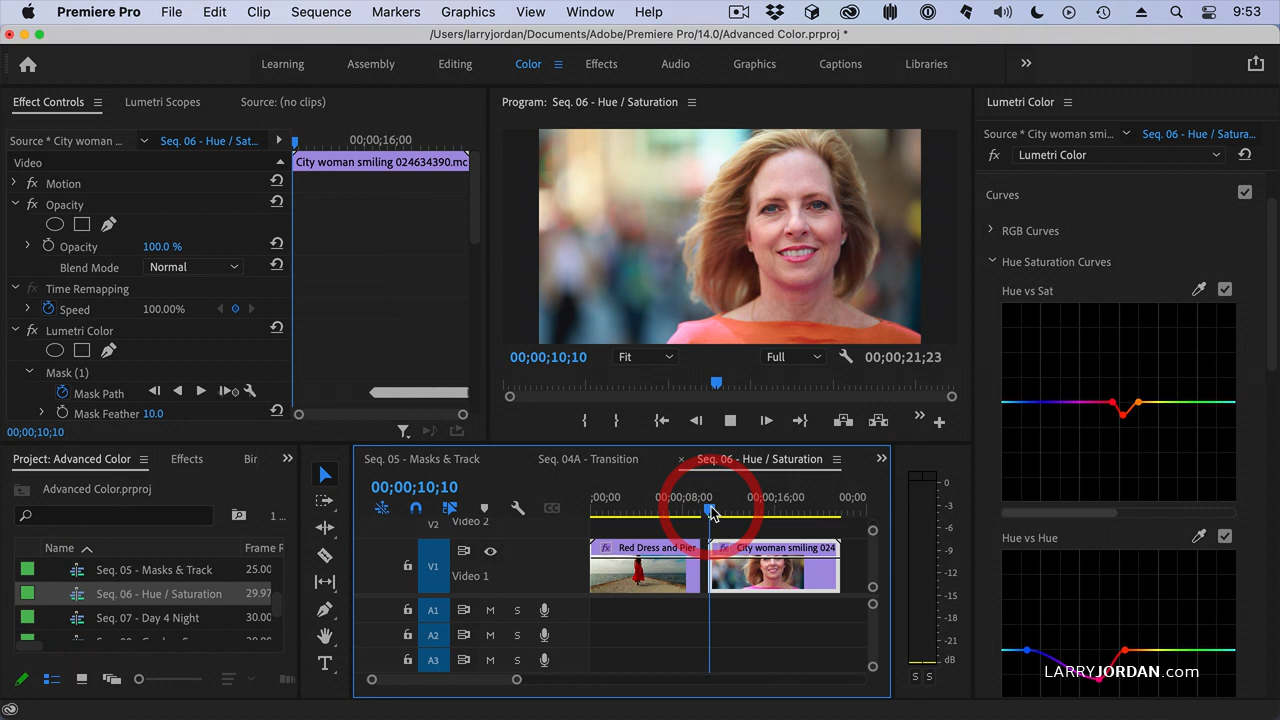 Premiere Pro File Edit Clip Sequence Markers Graphics View Window Help 9:53
/Users/larryjordan/Documents/Adobe/Premiere Pro/14.0/Advanced Color.prproj *
Learning Assembly Editing Color Effects Audio Graphics Captions Libraries
Effect Controls Lumetri Scopes Source: (no clips)
Source * City woman ... Seq. 06 - Hue / Sat... 00;00;16;00
Video City woman smiling 024634390.mc
fx Motion
fx Opacity
Opacity 100.0 %
Blend Mode Normal
fx Time Remapping
Speed 100.00%
fx Lumetri Color
Mask (1)
Mask Path
Mask Feather 10.0
00;00;10;10
Program: Seq. 06 - Hue / Saturation
00;00;10;10 Fit Full 00;00;21;23
Lumetri Color
Source * City woman smi... Seq. 06 - Hue / Satura...
fx Lumetri Color
Curves
RGB Curves
Hue Saturation Curves
Hue vs Sat
Hue vs Hue
Project: Advanced Color Effects Bir
Advanced Color.prproj
1 ...
Name Frame R
Seq. 05 - Masks & Track 25.00
Seq. 06 - Hue / Saturation 29.97
Seq. 07 - Day 4 Night 30.00
Seq. 05 - Masks & Track Seq. 04A - Transition × Seq. 06 - Hue / Saturation
00;00;10;10 ;00;00 00;00;08;00 00;00;16;00 00;00
CC
V2 Video 2
fx Red Dress and Pier fx City woman smiling 024
V1 Video 1
A1 M S
A2 M S
A3 M S
0
-3
-6
-9
-12
-15
-18
-21
dB
S S
LARRYJORDAN.com